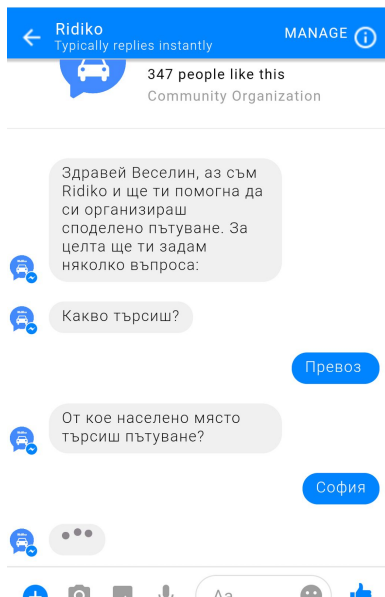 Ridiko
Typically replies instantly
MANAGE
347 people like this
Community Organization
Здравей Веселин, аз съм
Ridiko и ще ти помогна да
си организираш
споделено пътуване. За
целта ще ти задам
няколко въпроса:
Какво търсиш?
Превоз
От кое населено място
търсиш пътуване?
София
Aa